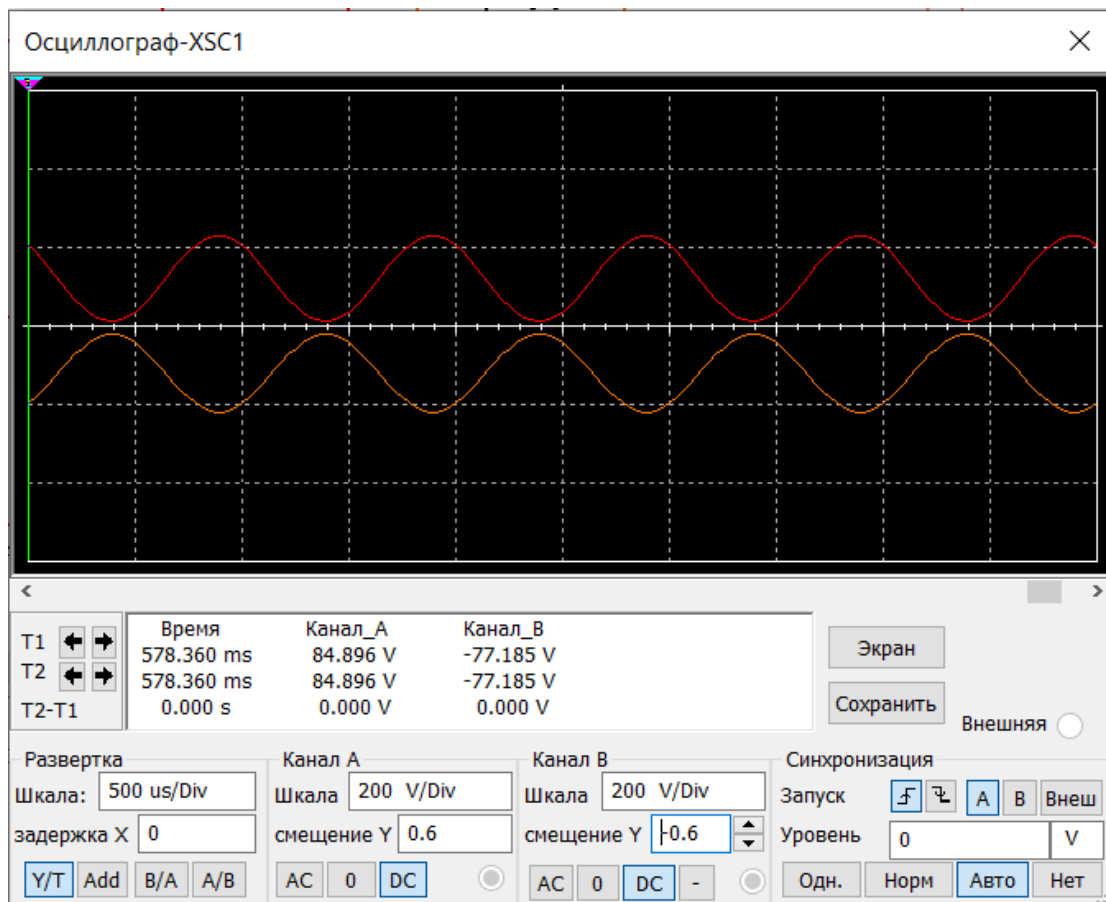 Осциллограф-XSC1
Время Канал_A Канал_B
T1 578.360 ms 84.896 V -77.185 V
T2 578.360 ms 84.896 V -77.185 V
T2-T1 0.000 s 0.000 V 0.000 V
Экран
Сохранить
Внешняя
Развертка
Шкала: 500 us/Div
задержка X 0
Y/T Add B/A A/B
Канал A
Шкала 200 V/Div
смещение Y 0.6
AC 0 DC
Канал B
Шкала 200 V/Div
смещение Y -0.6
AC 0 DC -
Синхронизация
Запуск A B Внеш
Уровень 0 V
Одн. Норм Авто Нет